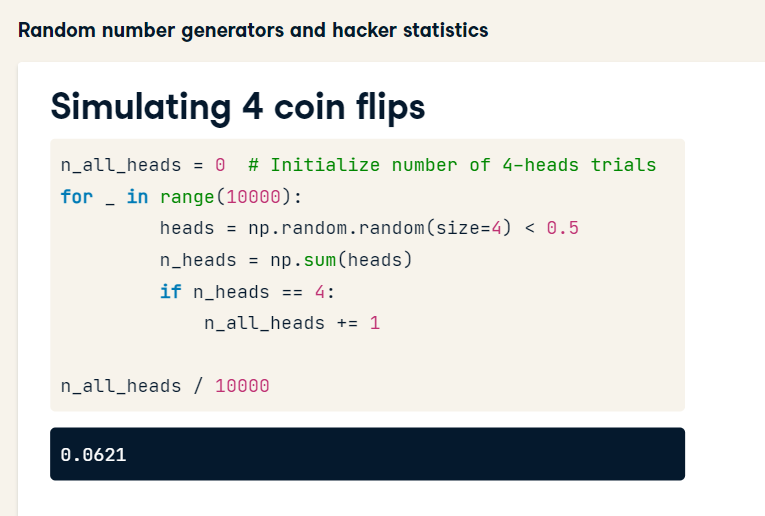 Random number generators and hacker statistics
Simulating 4 coin flips
n_all_heads = 0  # Initialize number of 4-heads trials
for _ in range(10000):
         heads = np.random.random(size=4) < 0.5
         n_heads = np.sum(heads)
         if n_heads == 4:
             n_all_heads += 1
n_all_heads / 10000
0.0621